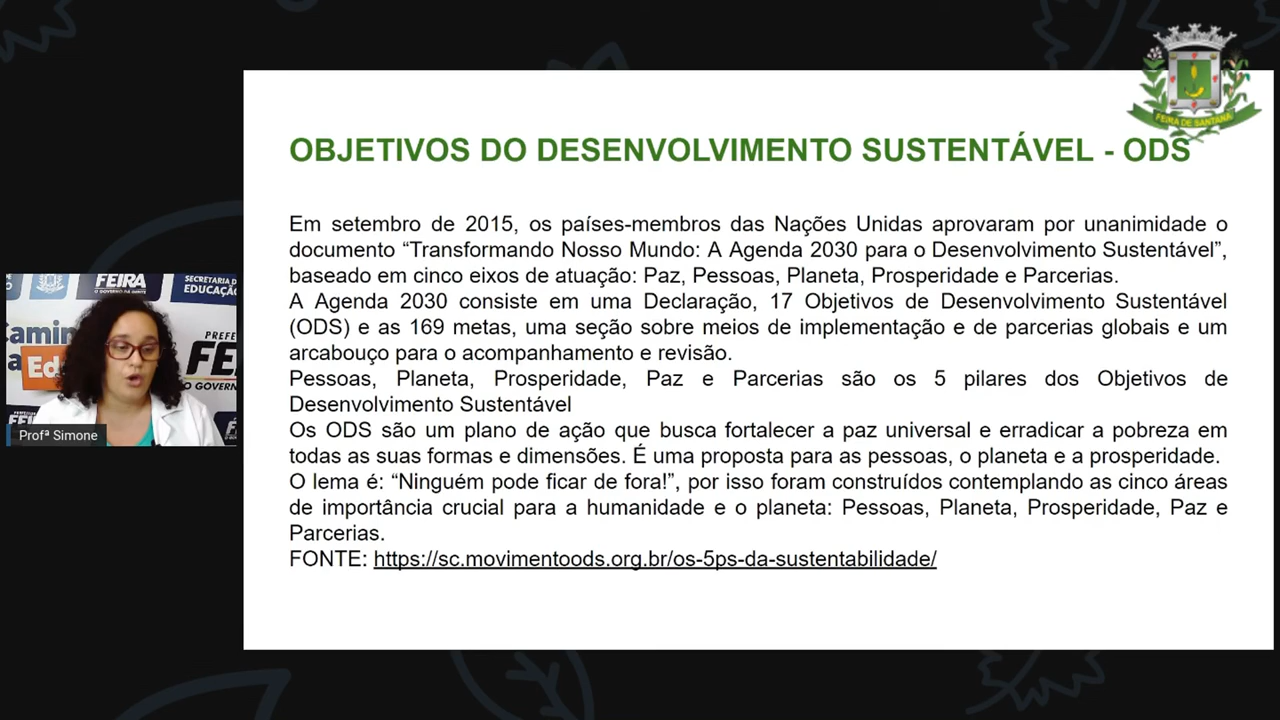 FEIRA DE SANTANA
OBJETIVOS DO DESENVOLVIMENTO SUSTENTÁVEL - ODS
Em setembro de 2015, os países-membros das Nações Unidas aprovaram por unanimidade o
documento “Transformando Nosso Mundo: A Agenda 2030 para o Desenvolvimento Sustentável”,
baseado em cinco eixos de atuação: Paz, Pessoas, Planeta, Prosperidade e Parcerias.
A Agenda 2030 consiste em uma Declaração, 17 Objetivos de Desenvolvimento Sustentável
(ODS) e as 169 metas, uma seção sobre meios de implementação e de parcerias globais e um
arcabouço para o acompanhamento e revisão.
Pessoas, Planeta, Prosperidade, Paz e Parcerias são os 5 pilares dos Objetivos de
Desenvolvimento Sustentável
Os ODS são um plano de ação que busca fortalecer a paz universal e erradicar a pobreza em
todas as suas formas e dimensões. É uma proposta para as pessoas, o planeta e a prosperidade.
O lema é: “Ninguém pode ficar de fora!”, por isso foram construídos contemplando as cinco áreas
de importância crucial para a humanidade e o planeta: Pessoas, Planeta, Prosperidade, Paz e
Parcerias.
FONTE: https://sc.movimentoods.org.br/os-5ps-da-sustentabilidade/
FEIRA
SECRETARIA D
EDUCAÇÃ
Camin
Ed
PREFE
FE
O GOVER
Profª Simone